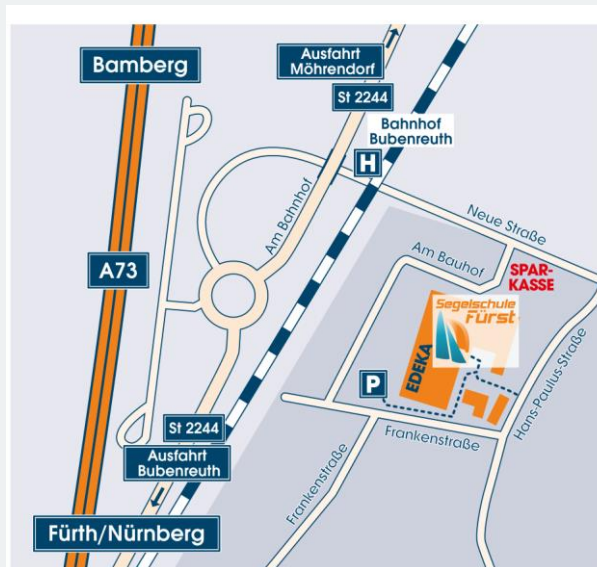 Bamberg
Ausfahrt
Möhrendorf
St 2244
Bahnhof
Bubenreuth
H
Am Bahnhof
Neue Straße
Am Bauhof
SPAR-
KASSE
A73
Segelschule
Fürst
EDEKA
P
Hans-Paulus-Straße
St 2244
Frankenstraße
Ausfahrt
Bubenreuth
Frankenstraße
Fürth/Nürnberg